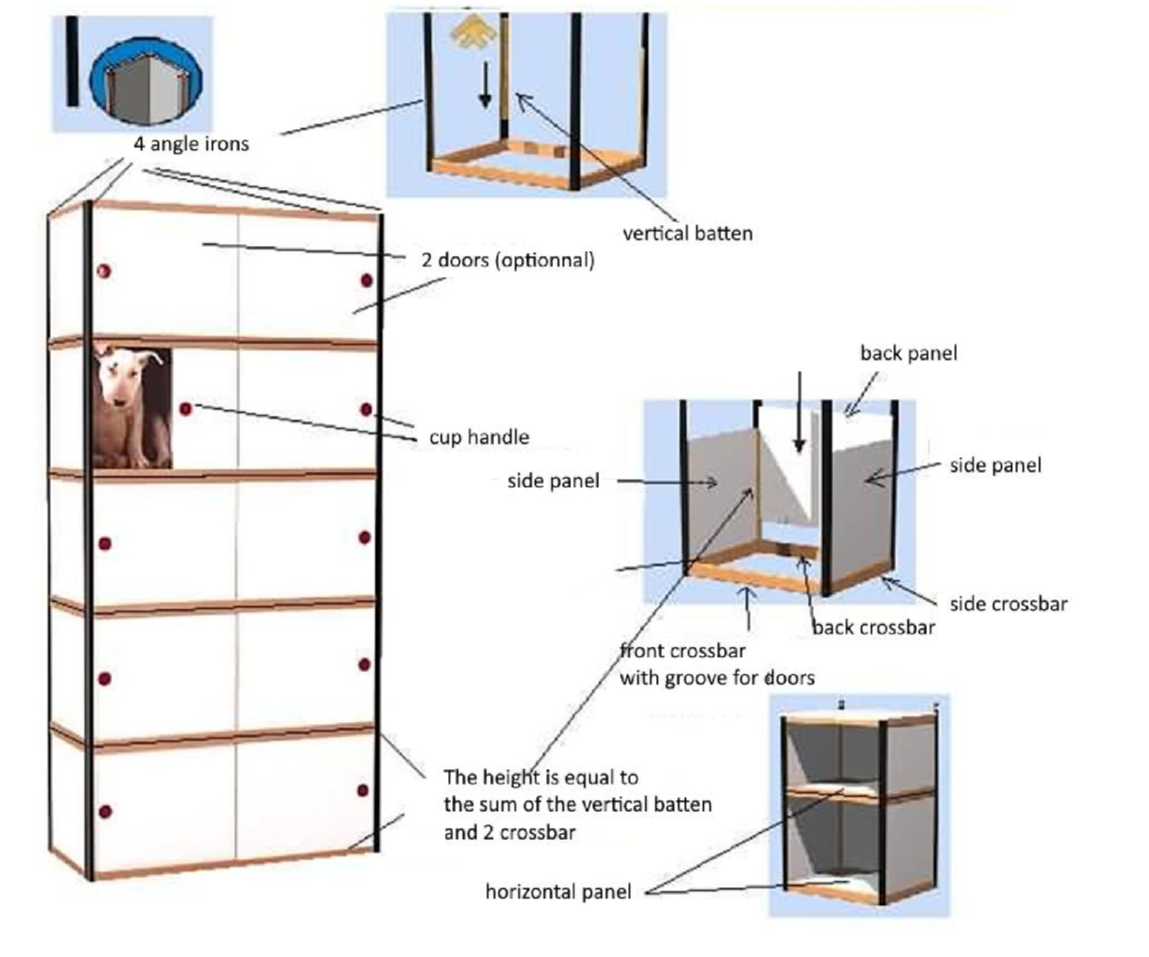 4 angle irons
vertical batten
2 doors (optionnal)
back panel
cup handle
side panel
side panel
side crossbar
back crossbar
front crossbar
with groove for doors
The height is equal to
the sum of the vertical batten
and 2 crossbar
horizontal panel